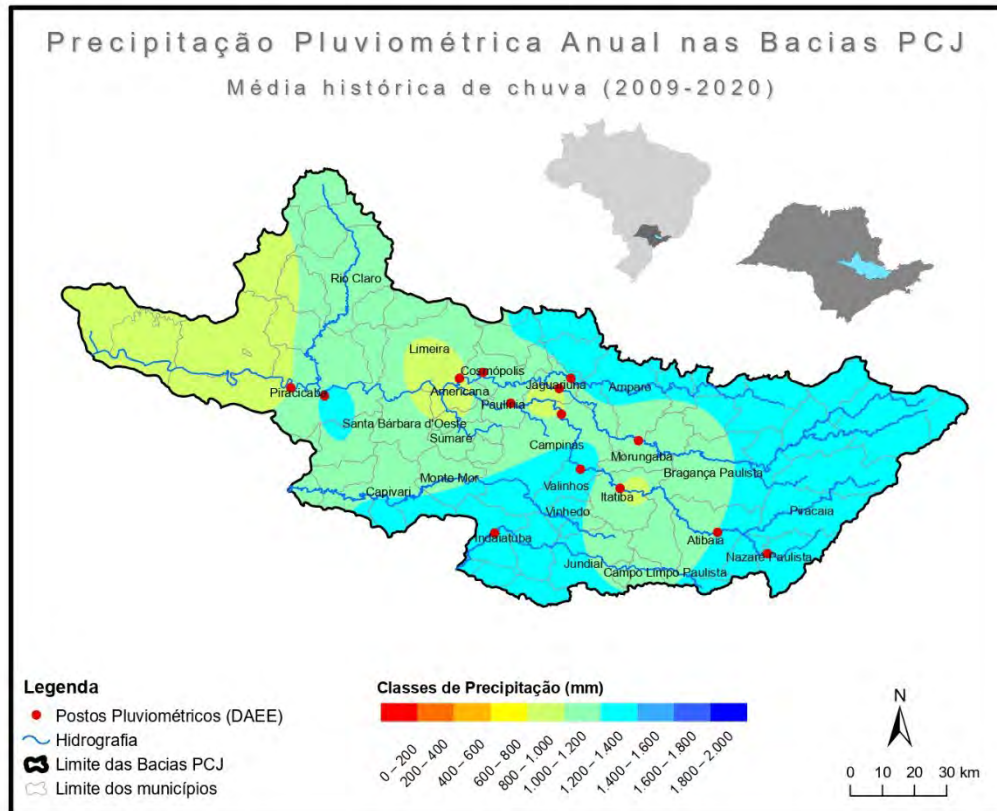 Precipitação Pluviométrica Anual nas Bacias PCJ
Média histórica de chuva (2009-2020)
Rio Claro
Limeira
Cosmópolis
Jaguariúna
Amparo
Piracicaba
Americana
Paulínia
Santa Bárbara d'Oeste
Sumaré
Campinas
Morungaba
Bragança Paulista
Monte Mor
Capivari
Valinhos
Itatiba
Vinhedo
Piracaia
Indaiatuba
Atibaia
Nazaré Paulista
Jundiaí
Campo Limpo Paulista
Legenda
Postos Pluviométricos (DAEE)
Hidrografia
Limite das Bacias PCJ
Limite dos municípios
Classes de Precipitação (mm)
0 – 200
200 – 400
400 – 600
600 – 800
800 – 1.000
1.000 – 1.200
1.200 – 1.400
1.400 – 1.600
1.600 – 1.800
1.800 – 2.000
N
0 10 20 30 km